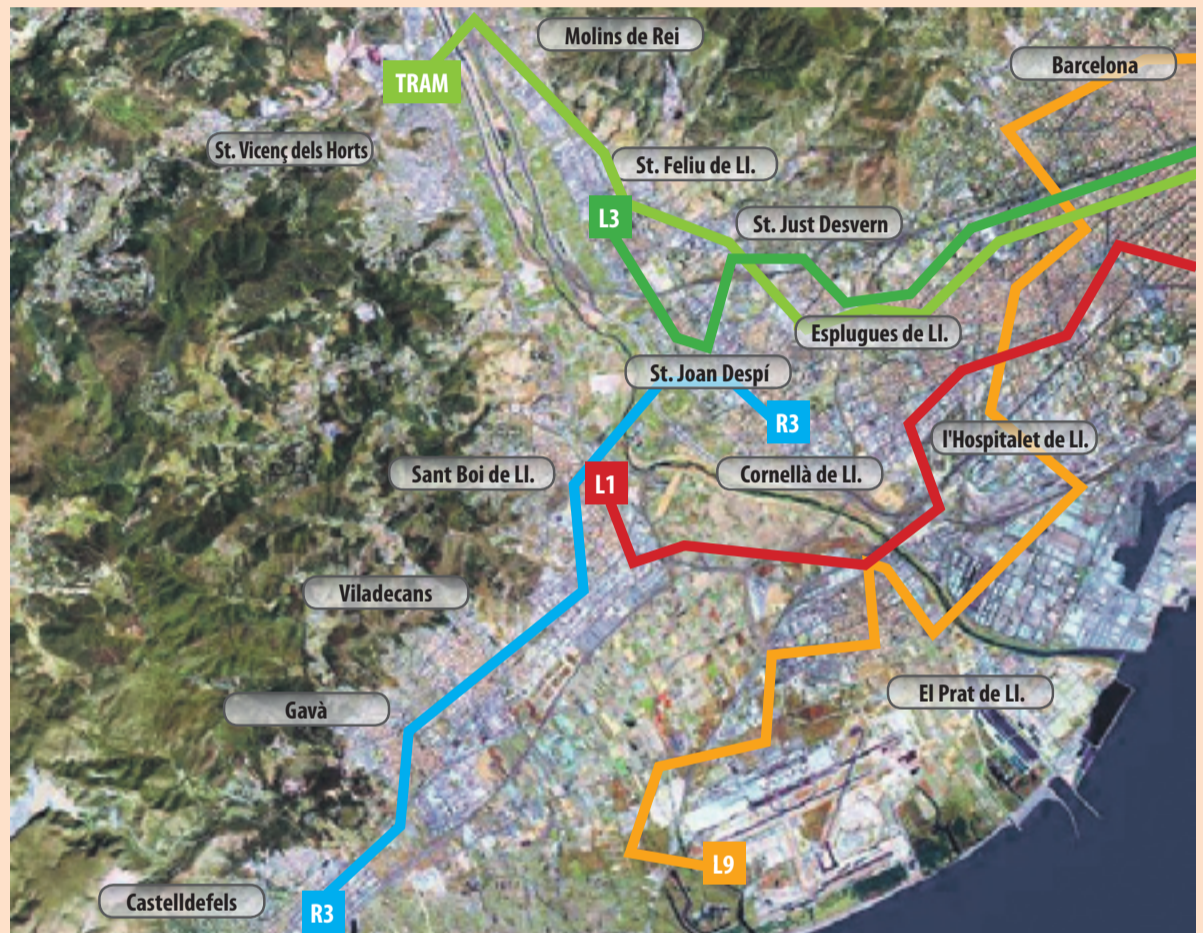 Molins de Rei
Barcelona
TRAM
St. Vicenç dels Horts
St. Feliu de Ll.
L3
St. Just Desvern
Esplugues de Ll.
St. Joan Despí
R3
l'Hospitalet de Ll.
Sant Boi de Ll.
L1
Cornellà de Ll.
Viladecans
Gavà
El Prat de Ll.
L9
Castelldefels
R3